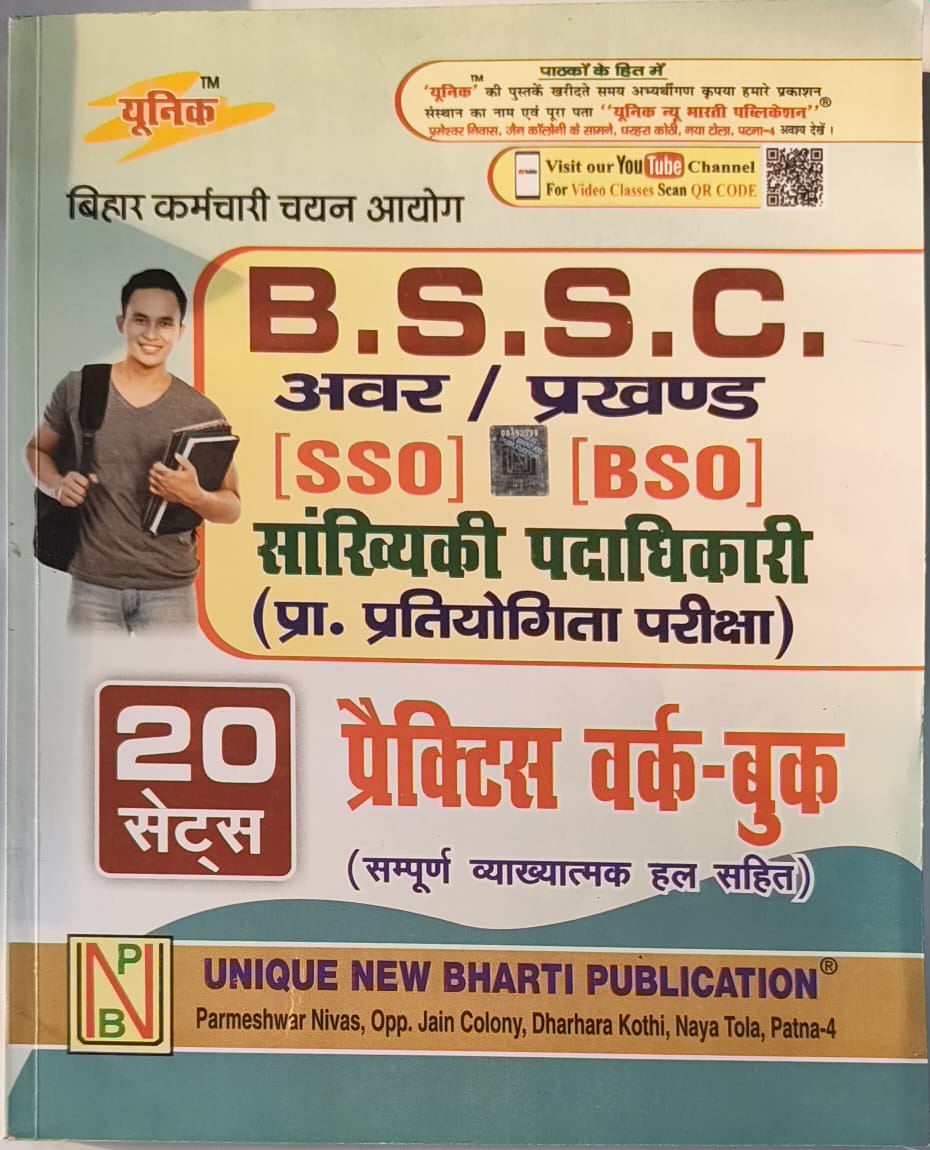 यूनिक TM
पाठकों के हित में
'यूनिक' TM की पुस्तकें खरीदते समय अभ्यर्थीगण कृपया हमारे प्रकाशन
संस्थान का नाम एवं पूरा पता "यूनिक न्यू भारती पब्लिकेशन"®
प्रमेश्वर निवास, जैन कॉलोनी के सामने, धरहरा कोठी, नया टोला, पटना-4 अवश्य देखें।
Visit our YouTube Channel
For Video Classes Scan QR CODE
बिहार कर्मचारी चयन आयोग
B.S.S.C.
अवर / प्रखण्ड
[SSO] [BSO]
सांख्यिकी पदाधिकारी
(प्रा. प्रतियोगिता परीक्षा)
20
सेट्स
प्रैक्टिस वर्क-बुक
(सम्पूर्ण व्याख्यात्मक हल सहित)
NPB
UNIQUE NEW BHARTI PUBLICATION®
Parmeshwar Nivas, Opp. Jain Colony, Dharhara Kothi, Naya Tola, Patna-4